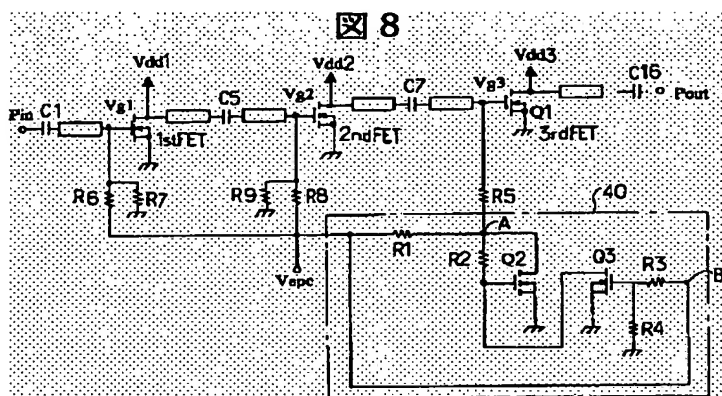 図 8
Vdd1
Vdd2
Vdd3
Pin
C1
Vg1
C5
Vg2
C7
Vg3
C16
Pout
Q1
1stFET
2ndFET
3rdFET
R6
R7
R9
R8
R5
40
A
R1
R2
Q2
Q3
R3
B
Vapc
R4